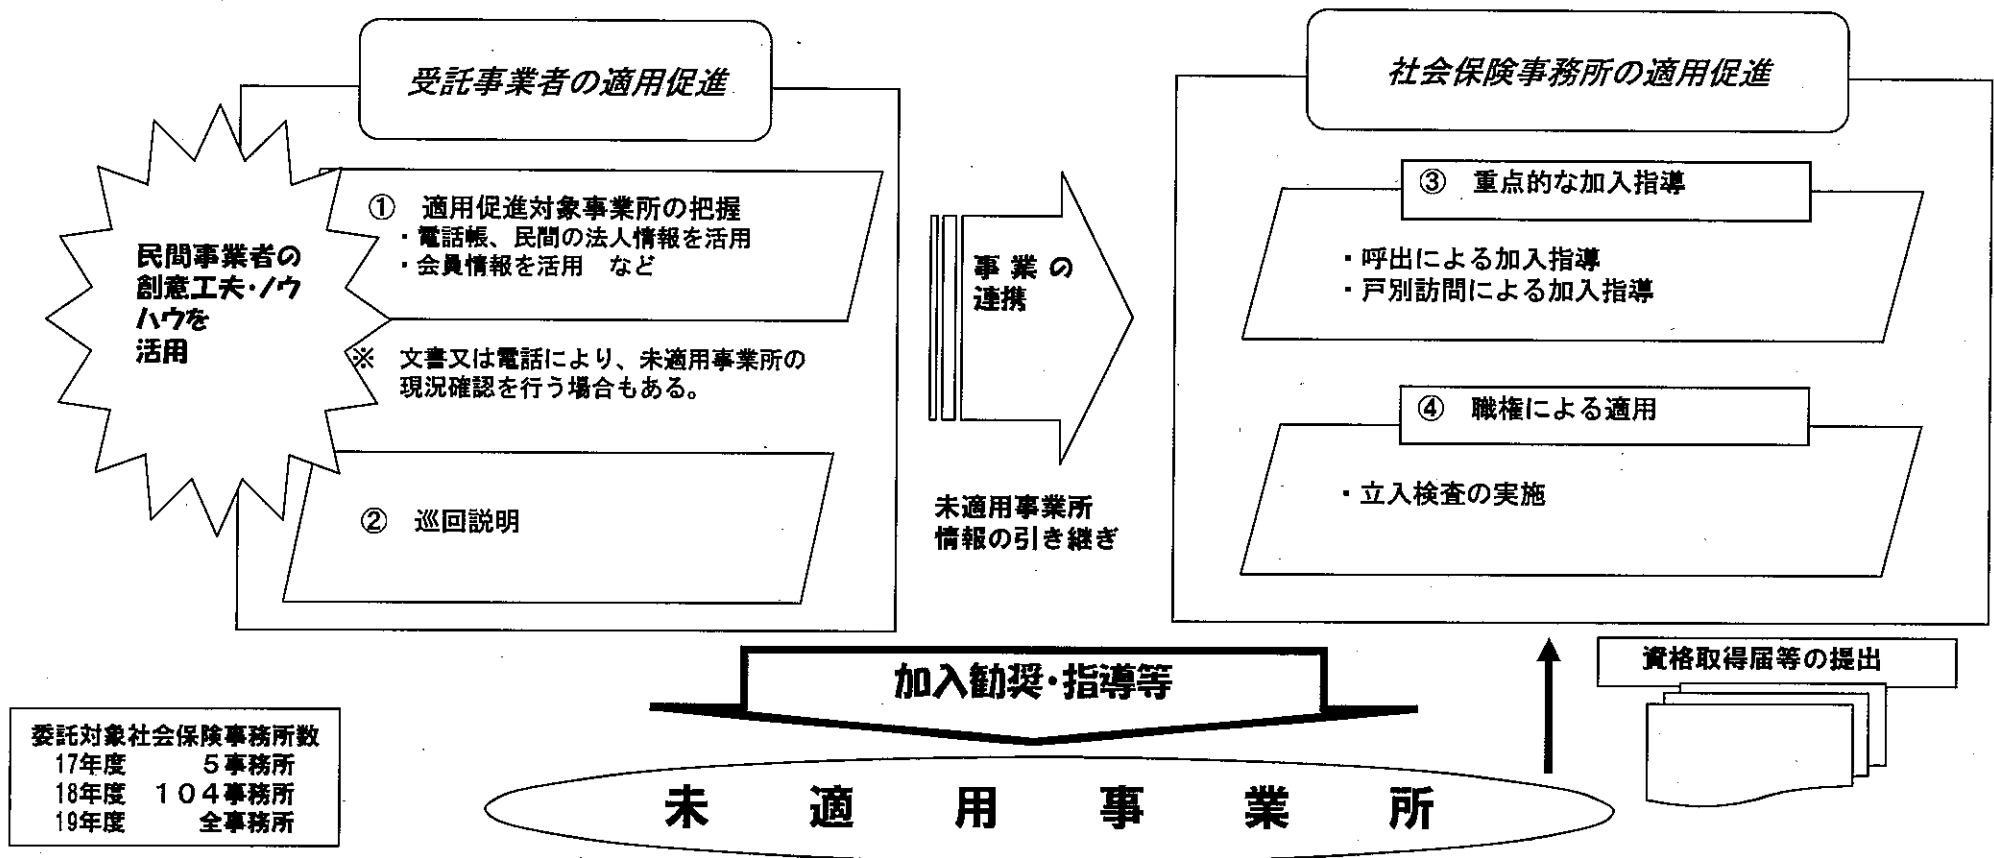 受託事業者の適用促進
民間事業者の
創意工夫・ノウ
ハウを
活用
① 適用促進対象事業所の把握
・電話帳、民間の法人情報を活用
・会員情報を活用 など
※ 文書又は電話により、未適用事業所の
現況確認を行う場合もある。
② 巡回説明
事業の
連携
未適用事業所
情報の引き継ぎ
社会保険事務所の適用促進
③ 重点的な加入指導
・呼出による加入指導
・戸別訪問による加入指導
④ 職権による適用
・立入検査の実施
加入勧奨・指導等
資格取得届等の提出
委託対象社会保険事務所数
17年度 5事務所
18年度 104事務所
19年度 全事務所
未適用事業所